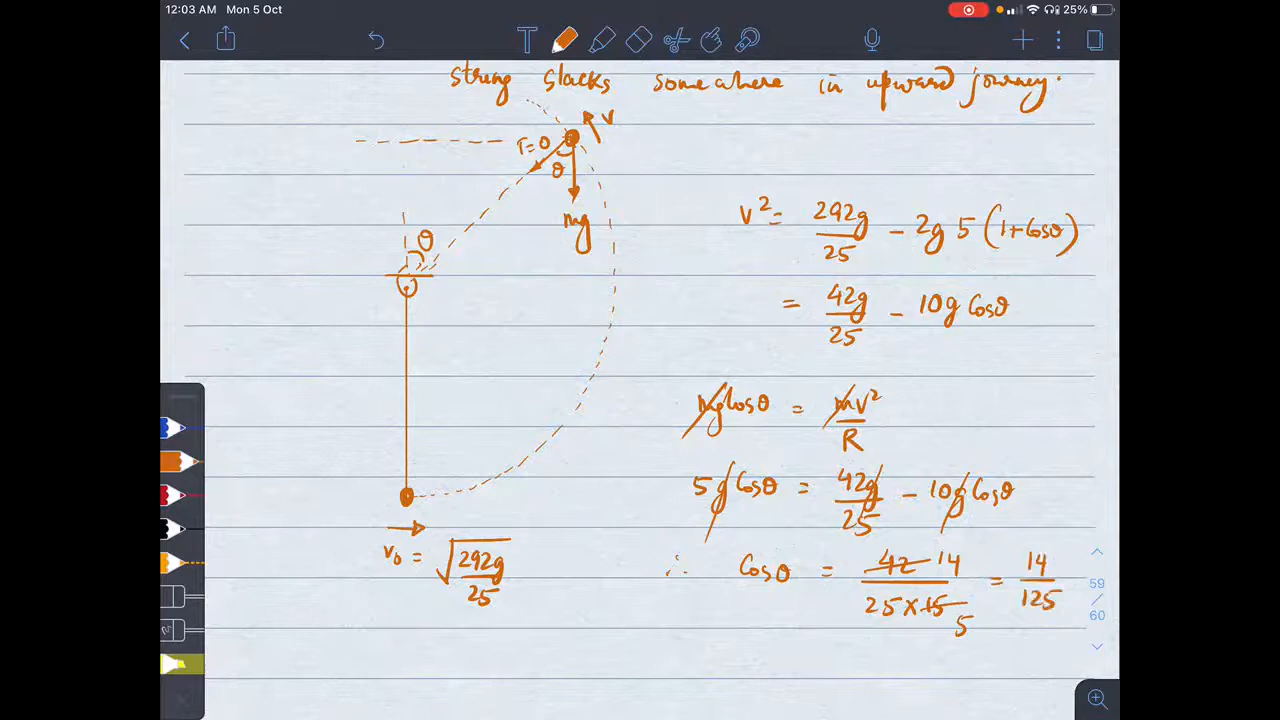 12:03 AM Mon 5 Oct
25%
T
string slacks somewhere in upward journey.
v
T=0
θ
mg
θ
v² = 292g/25 - 2g 5 (1+Cosθ)
= 42g/25 - 10g Cosθ
mgCosθ = mv²/R
5g Cosθ = 42g/25 - 10g Cosθ
∴ Cosθ = 42 14/25×15 5 = 14/125
v₀ = √292g/25
59
/
60